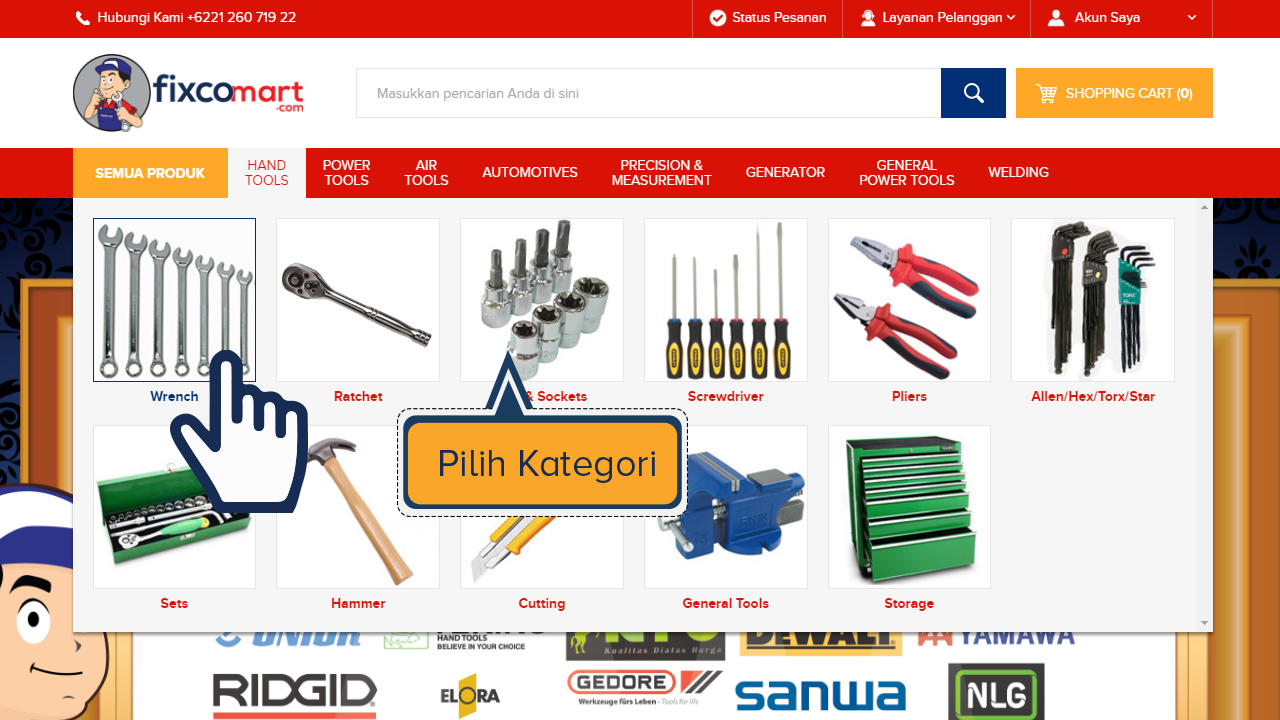 Hubungi Kami +6221 260 719 22
Status Pesanan
Layanan Pelanggan
Akun Saya
fixcomart
.com
Masukkan pencarian Anda di sini
SHOPPING CART (0)
SEMUA PRODUK
HAND
TOOLS
POWER
TOOLS
AIR
TOOLS
AUTOMOTIVES
PRECISION &
MEASUREMENT
GENERATOR
GENERAL
POWER TOOLS
WELDING
TORX
Wrench
Ratchet
& Sockets
Screwdriver
Pliers
Allen/Hex/Torx/Star
Pilih Kategori
Sets
Hammer
Cutting
General Tools
Storage
UNIOR
HAND TOOLS
BELIEVE IN YOUR CHOICE
Kualitas Diatas Harga
DEWALT
YAMAWA
RIDGID
ELORA
GEDORE
Werkzeuge fürs Leben - Tools for life
sanwa
NLG